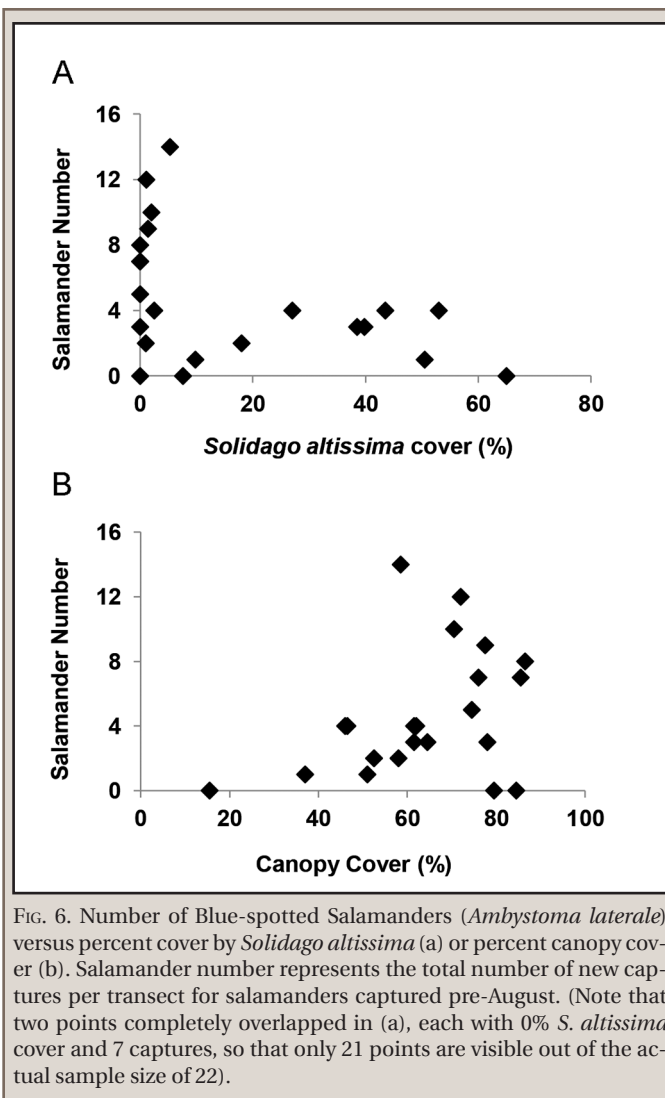 A
16
12
8
4
0
Salamander Number
0 20 40 60 80
Solidago altissima cover (%)
B
16
12
8
4
0
Salamander Number
0 20 40 60 80 100
Canopy Cover (%)
FIG. 6. Number of Blue-spotted Salamanders (Ambystoma laterale)
versus percent cover by Solidago altissima (a) or percent canopy cov-
er (b). Salamander number represents the total number of new cap-
tures per transect for salamanders captured pre-August. (Note that
two points completely overlapped in (a), each with 0% S. altissima
cover and 7 captures, so that only 21 points are visible out of the ac-
tual sample size of 22).